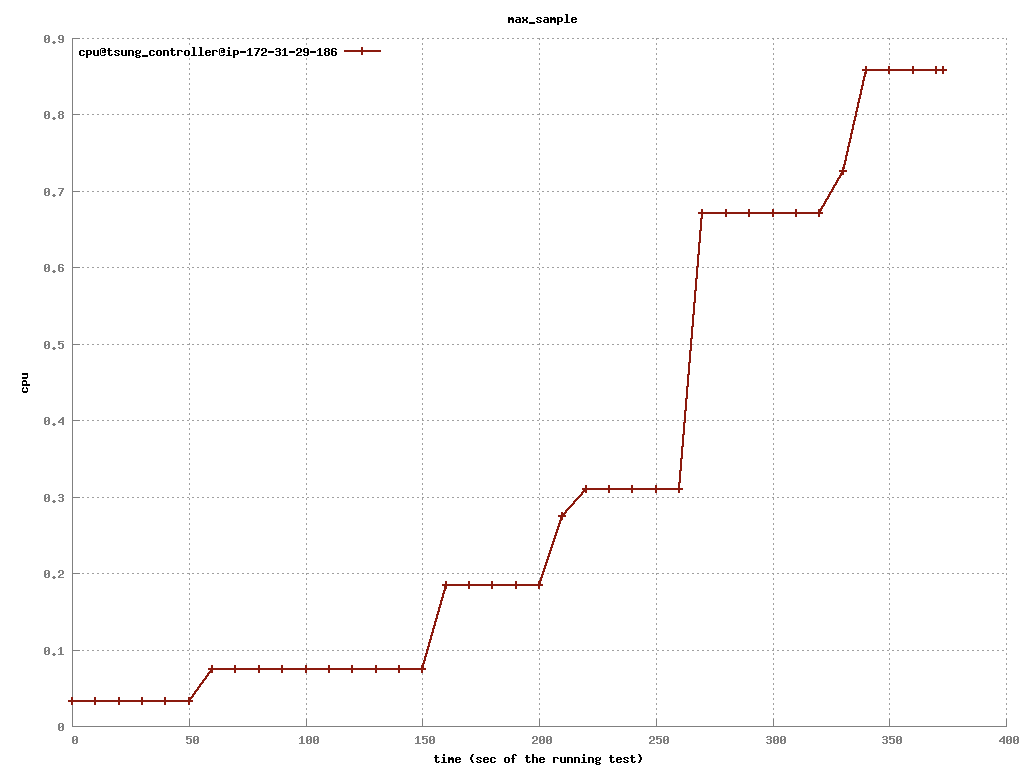 max_sample
cpu@tsung_controller@ip-172-31-29-186
0.9
0.8
0.7
0.6
0.5
0.4
0.3
0.2
0.1
0
cpu
0 50 100 150 200 250 300 350 400
time (sec of the running test)